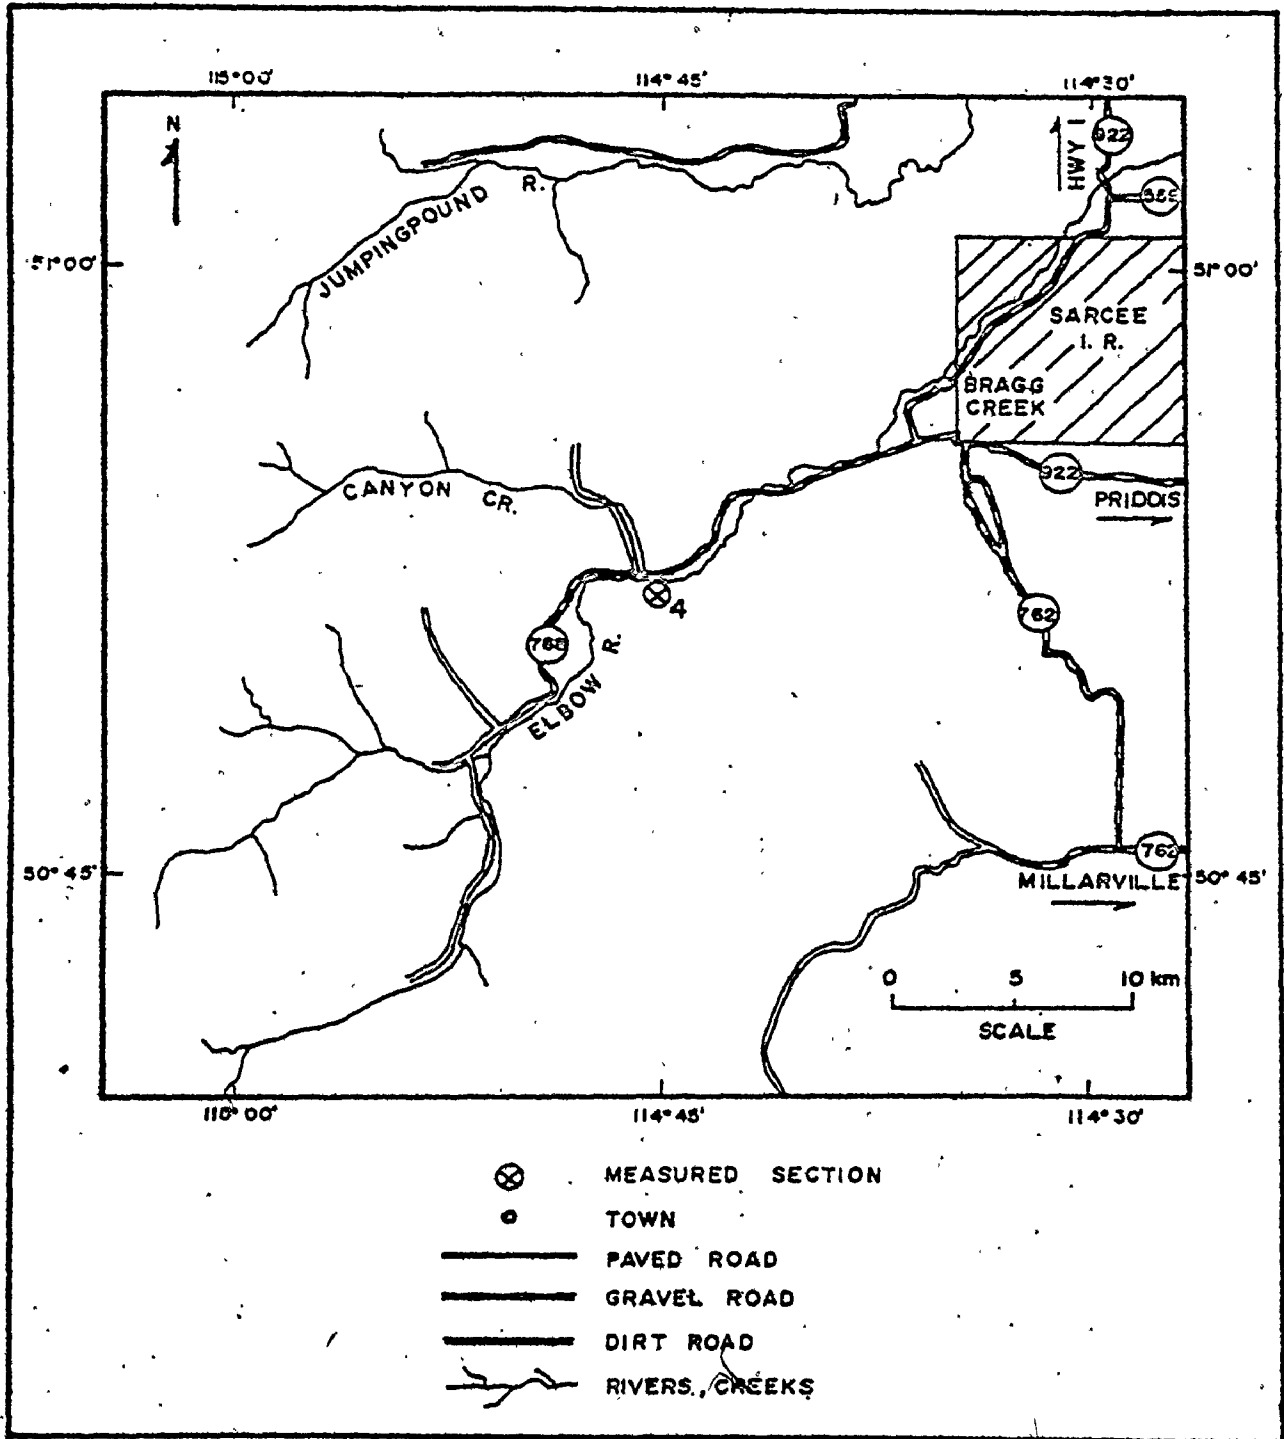 115°00'
114°45'
114°30'
N
HWY 1
922
JUMPINGPOUND R.
51°00'
51°00'
SARCEE
I. R.
BRAGG
CREEK
CANYON CR.
922
PRIDDIS
4
762
ELBOW R.
762
50°45'
MILLARVILLE
50°45'
0 5 10 km
SCALE
114°45'
114°30'
MEASURED SECTION
TOWN
PAVED ROAD
GRAVEL ROAD
DIRT ROAD
RIVERS, CREEKS